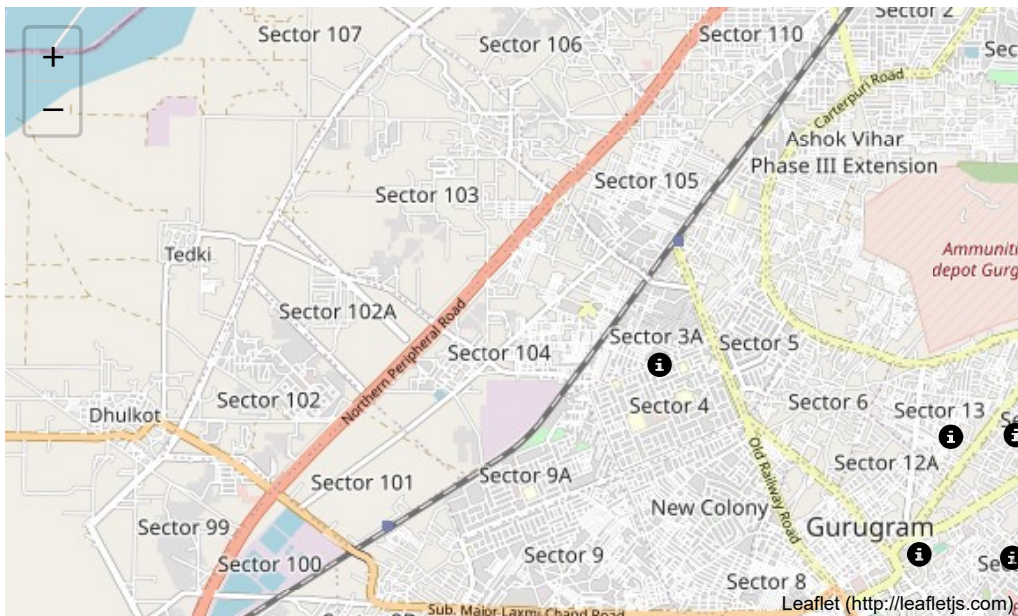 +
−
Sector 107
Sector 106
Sector 110
Sector 2
Carterpuri Road
Ashok Vihar
Phase III Extension
Sector 105
Sector 103
Tedki
Ammuniti
depot Gurg
Sector 102A
Northern Peripheral Road
Sector 104
Sector 3A
Sector 5
Dhulkot
Sector 102
Sector 4
Sector 6
Sector 13
Old Railway Road
Sector 12A
Sector 101
Sector 9A
New Colony
Sector 99
Gurugram
Sector 100
Sector 9
Sector 8
Sub. Major Laxmi Chand Road
Leaflet (http://leafletjs.com)